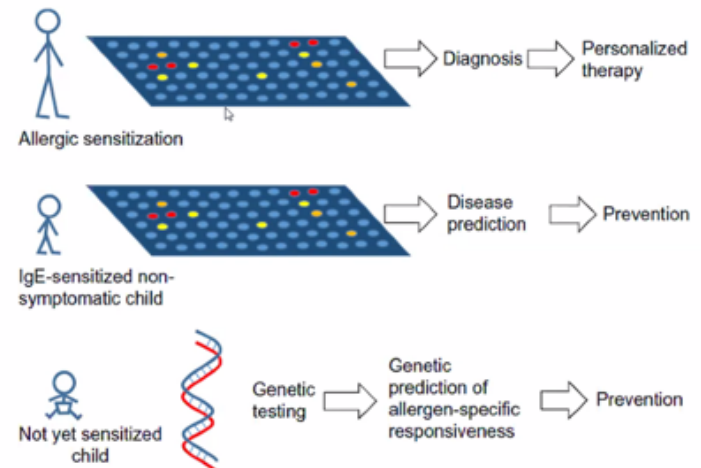 Allergic sensitization
Diagnosis
Personalized
therapy
IgE-sensitized non-
symptomatic child
Disease
prediction
Prevention
Not yet sensitized
child
Genetic
testing
Genetic
prediction of
allergen-specific
responsiveness
Prevention